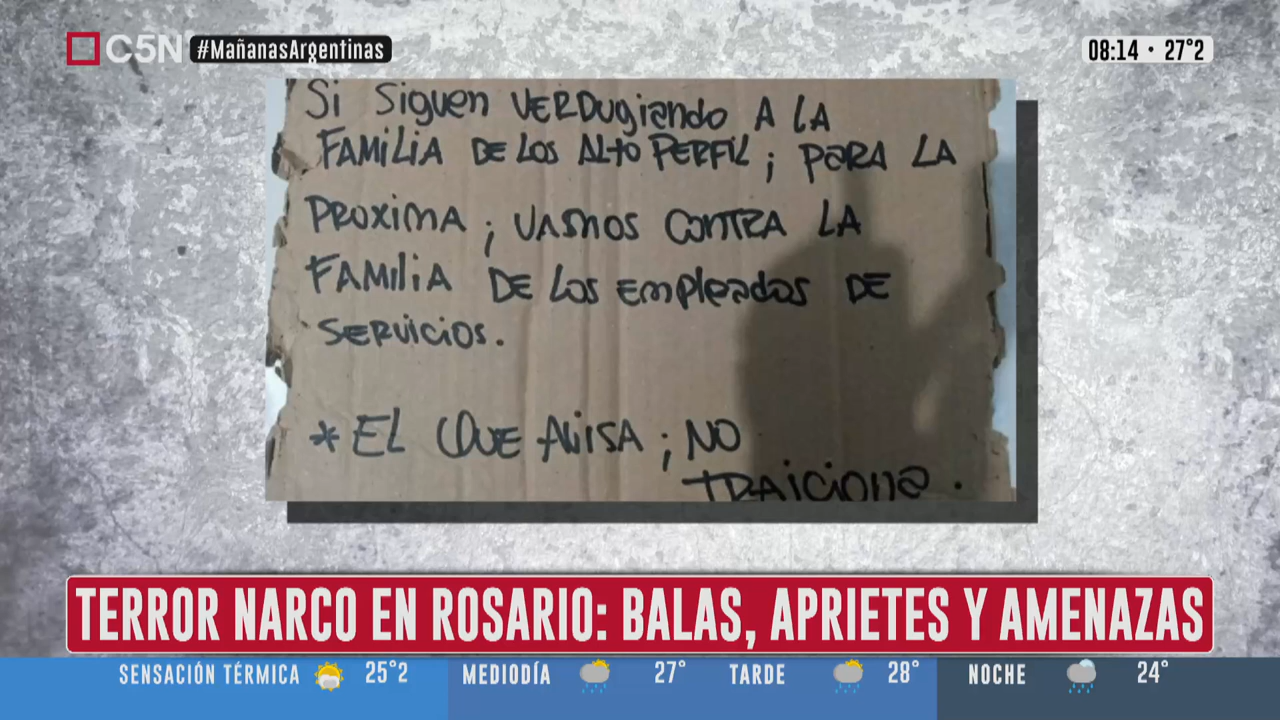 C5N #MañanasArgentinas
08:14 • 27°2
Si Siguen VERDugiando A LA
FAMiLiA DE LOS ALto PERFiL; PARA LA
PROXIMA; VAMOS CONTRA LA
FAMiLiA DE LOS Empleados DE
SERVICIOS.
* EL QUE AViSA; NO
TRAiCiONa.
TERROR NARCO EN ROSARIO: BALAS, APRIETES Y AMENAZAS
SENSACIÓN TÉRMICA 25°2 MEDIODÍA 27° TARDE 28° NOCHE 24°